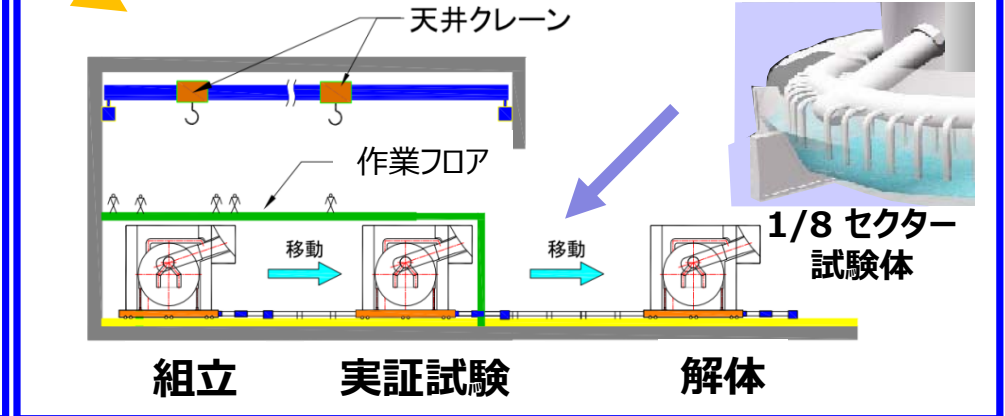 天井クレーン
作業フロア
1/8 セクター
試験体
移動
移動
組立
実証試験
解体